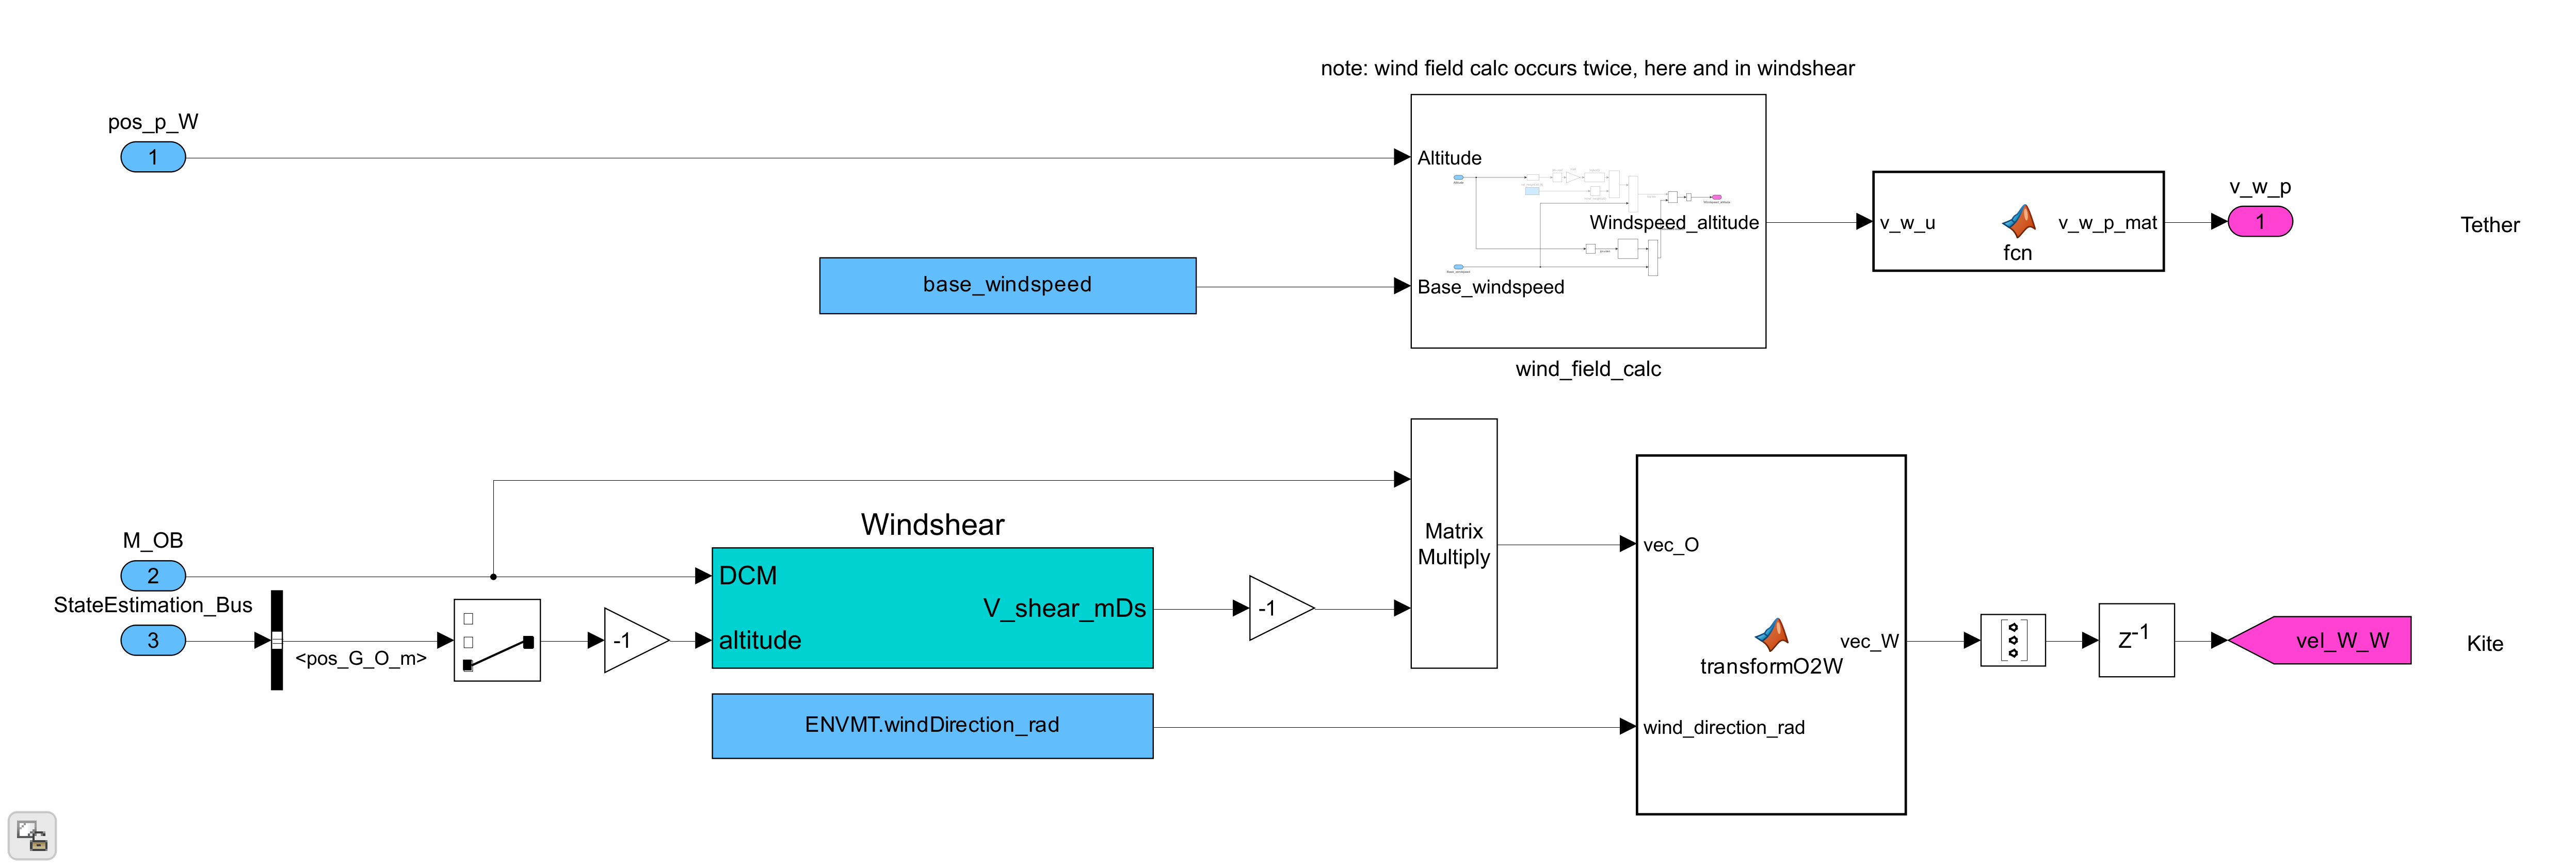 note: wind field calc occurs twice, here and in windshear
pos_p_W
1
Altitude
Windspeed_altitude
base_windspeed
Base_windspeed
wind_field_calc
v_w_u
fcn
v_w_p_mat
v_w_p
1
Tether
M_OB
2
StateEstimation_Bus
3
<pos_G_O_m>
-1
Windshear
DCM
V_shear_mDs
altitude
-1
Matrix
Multiply
ENVMT.windDirection_rad
vec_O
vec_W
transformO2W
wind_direction_rad
z-1
vel_W_W
Kite